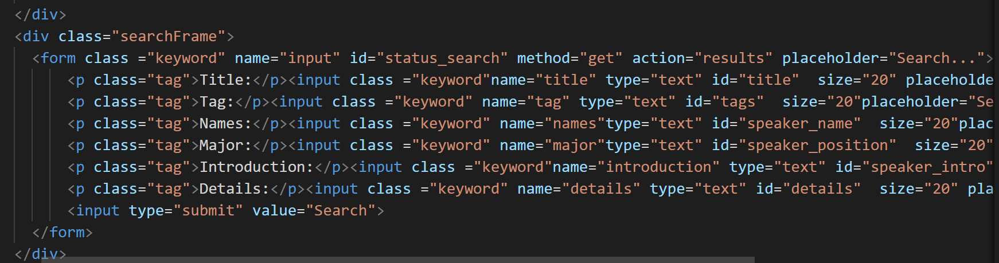 </div>
<div class="searchFrame">
<form class ="keyword" name="input" id="status_search" method="get" action="results" placeholder="Search...">
<p class="tag">Title:</p><input class ="keyword"name="title" type="text" id="title"  size="20" placeholde
<p class="tag">Tag:</p><input class ="keyword" name="tag" type="text" id="tags"  size="20"placeholder="Se
<p class="tag">Names:</p><input class ="keyword" name="names"type="text" id="speaker_name"  size="20"plac
<p class="tag">Major:</p><input class ="keyword" name="major"type="text" id="speaker_position"  size="20"
<p class="tag">Introduction:</p><input class ="keyword"name="introduction" type="text" id="speaker_intro"
<p class="tag">Details:</p><input class ="keyword" name="details" type="text" id="details"  size="20" pla
<input type="submit" value="Search">
</form>
</div>